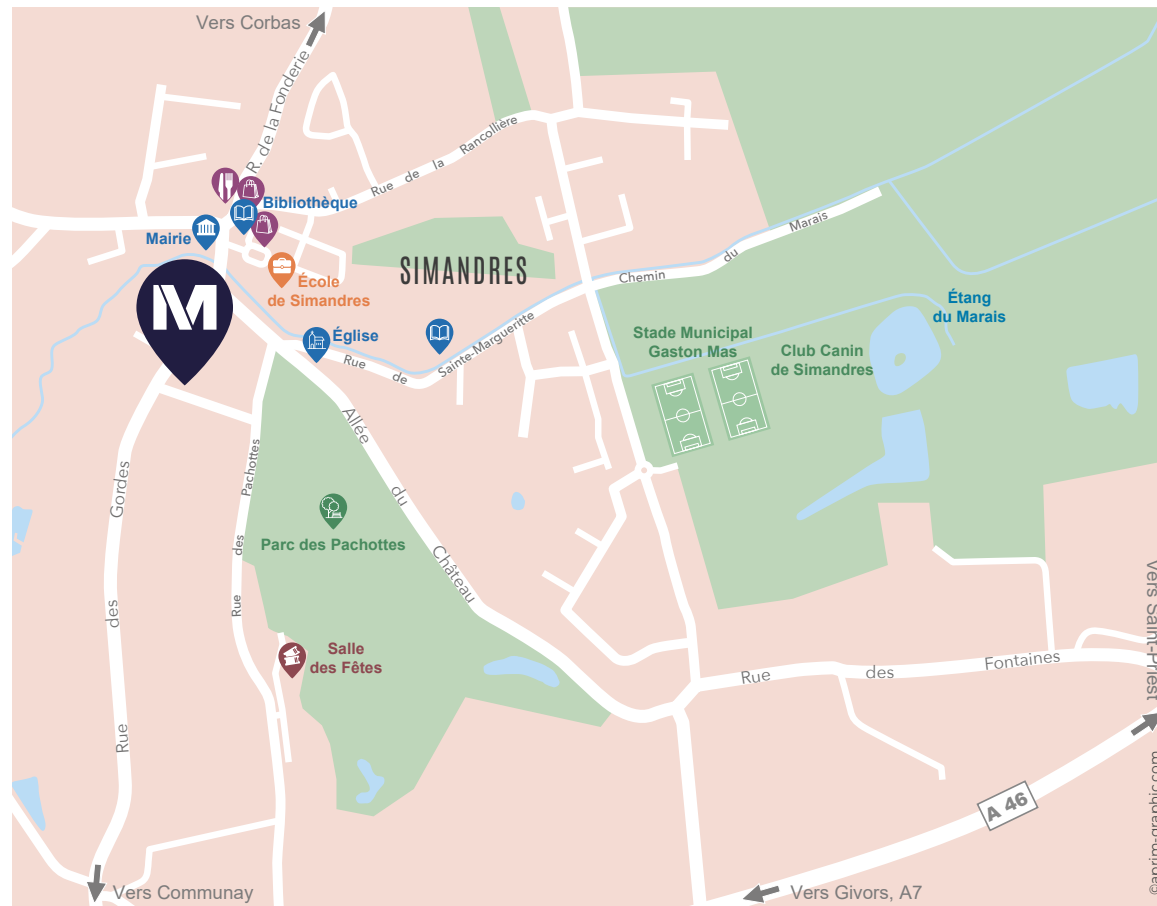 Vers Corbas
R. de la Fonderie
Rue de la Rancollière
Bibliothèque
Mairie
École
de Simandres
SIMANDRES
Chemin du Marais
M
Église
Rue de Sainte-Margueritte
Stade Municipal
Gaston Mas
Club Canin
de Simandres
Étang
du Marais
Allée du Château
Rue des Gordes
Rue des Pachottes
Parc des Pachottes
Salle
des Fêtes
Rue des Fontaines
Vers Saint-Priest
A 46
Vers Communay
Vers Givors, A7
©aprim-graphic.com